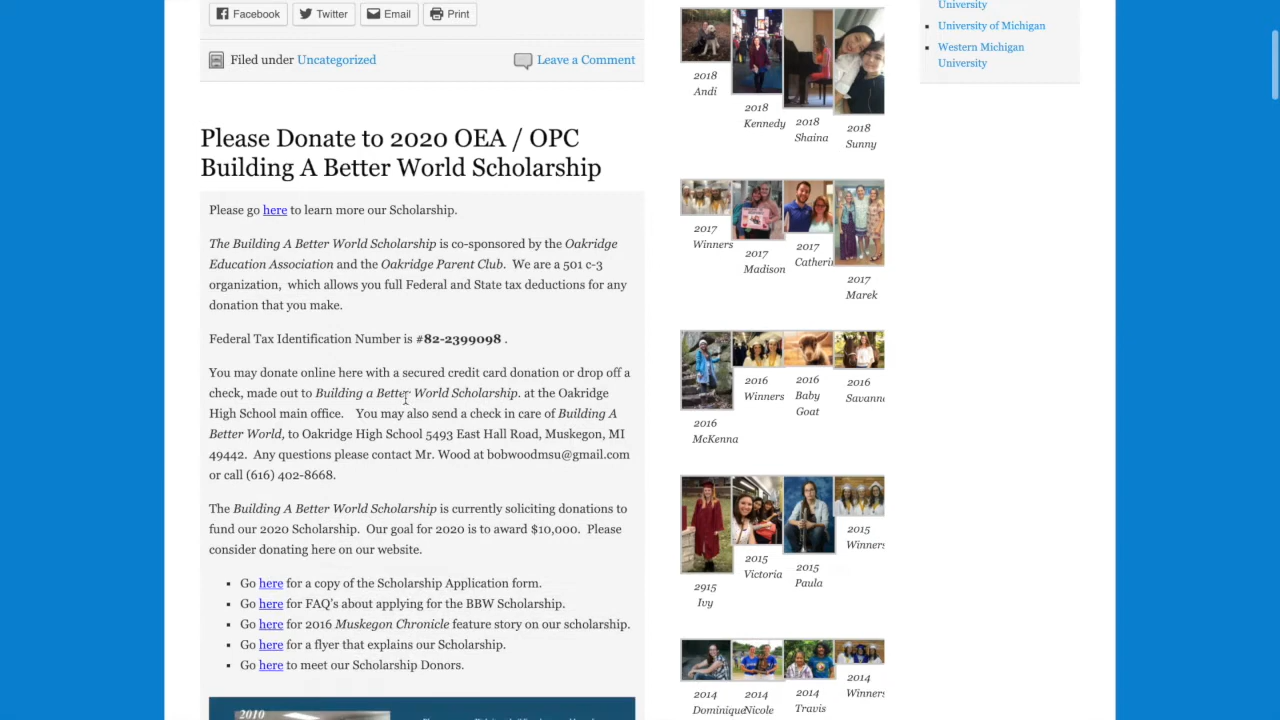 Facebook
Twitter
Email
Print
Filed under Uncategorized
Leave a Comment
Please Donate to 2020 OEA / OPC
Building A Better World Scholarship
Please go here to learn more our Scholarship.
The Building A Better World Scholarship is co-sponsored by the Oakridge
Education Association and the Oakridge Parent Club.  We are a 501 c-3
organization,  which allows you full Federal and State tax deductions for any
donation that you make.
Federal Tax Identification Number is #82-2399098 .
You may donate online here with a secured credit card donation or drop off a
check, made out to Building a Better World Scholarship. at the Oakridge
High School main office.    You may also send a check in care of Building A
Better World, to Oakridge High School 5493 East Hall Road, Muskegon, MI
49442.  Any questions please contact Mr. Wood at bobwoodmsu@gmail.com
or call (616) 402-8668.
The Building A Better World Scholarship is currently soliciting donations to
fund our 2020 Scholarship.  Our goal for 2020 is to award $10,000.  Please
consider donating here on our website.
▪ Go here for a copy of the Scholarship Application form.
▪ Go here for FAQ's about applying for the BBW Scholarship.
▪ Go here for 2016 Muskegon Chronicle feature story on our scholarship.
▪ Go here for a flyer that explains our Scholarship.
▪ Go here to meet our Scholarship Donors.
2010
2018
Andi
2018
Kennedy
2018
Shaina
2018
Sunny
2017
Winners
2017
Madison
2017
Catheri
2017
Marek
2016
McKenna
2016
Winners
2016
Baby
Goat
2016
Savanna
2915
Ivy
2015
Victoria
2015
Paula
2015
Winners
2014
Dominique
2014
Nicole
2014
Travis
2014
Winners
University
▪ University of Michigan
▪ Western Michigan
University